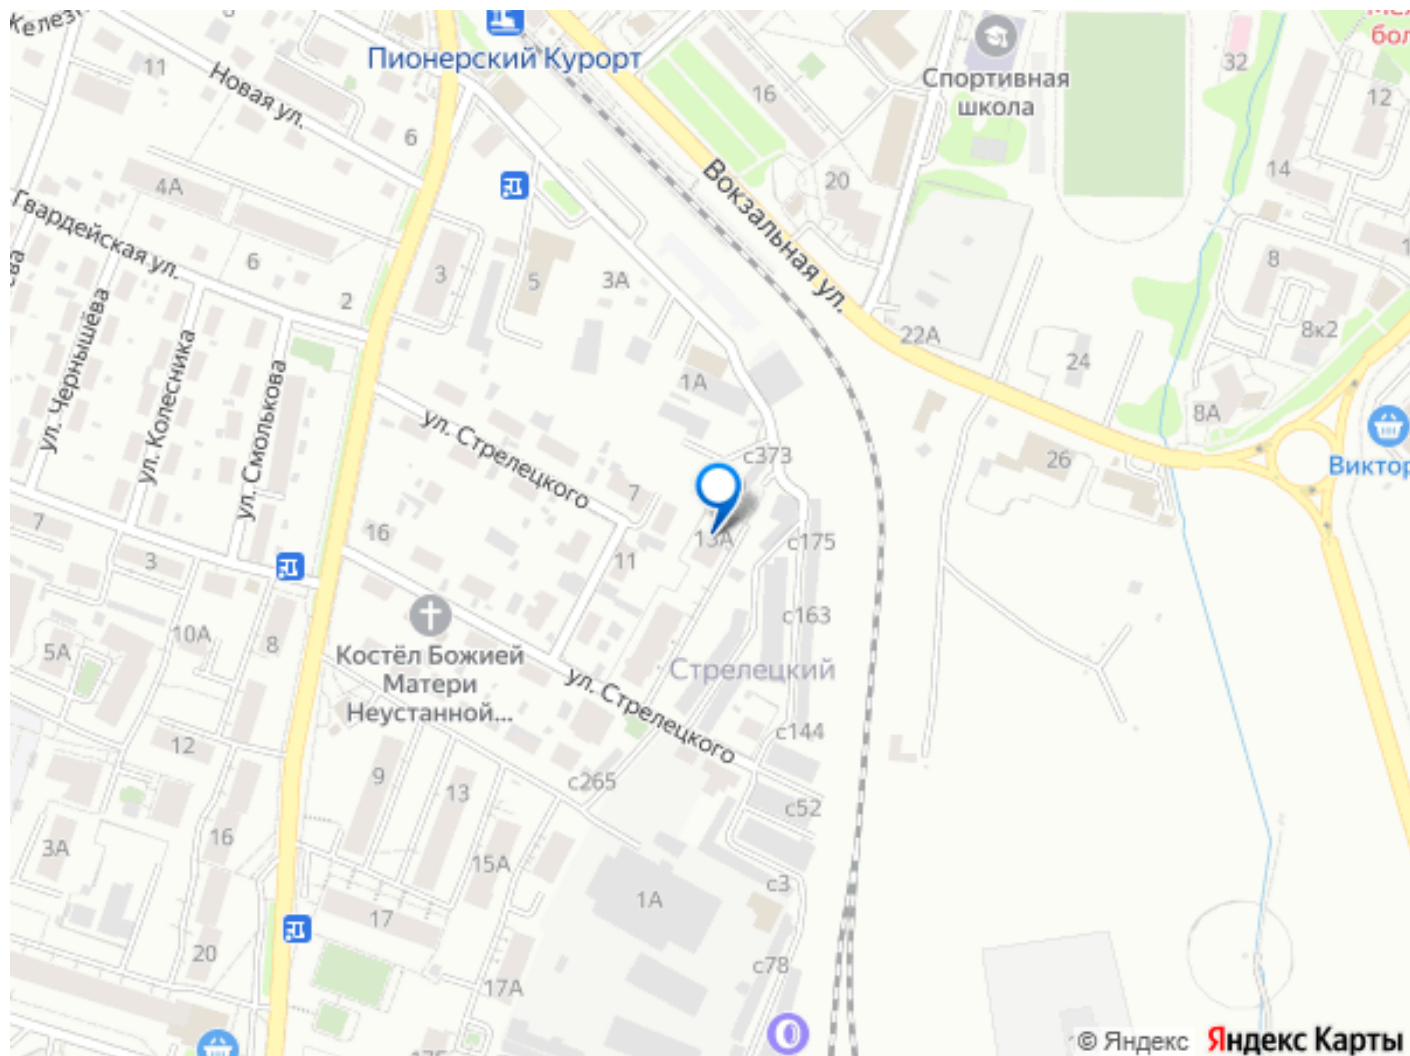 Пионерский Курорт
11
Новая ул.
6
16
Спортивная
школа
32
12
14
4А
20
Гвардейская ул.
6
2
3
5
3А
Вокзальная ул.
8
8к2
22А
24
8А
ул. Чернышёва
ул. Колесника
ул. Смолькова
1А
ул. Стрелецкого
с373
26
Виктор
7
7
13А
16
3
11
с175
с163
10А
8
5А
Костёл Божией
Матери
Неустанной...
Стрелецкий
ул. Стрелецкого
с144
12
9
13
с265
с52
16
3А
15А
с3
1А
17
20
с78
17А
© Яндекс
Яндекс Карты